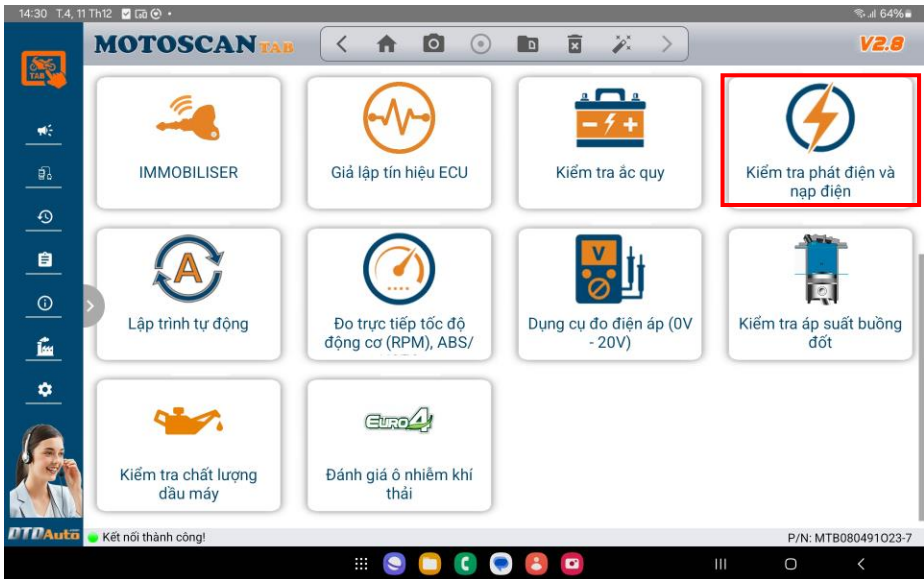 14:30 T.4, 11 Th12
64%
MOTOSCAN TAB
V2.8
TAB
IMMOBILISER
Giả lập tín hiệu ECU
Kiểm tra ắc quy
Kiểm tra phát điện và
nạp điện
A
Lập trình tự động
Đo trực tiếp tốc độ
động cơ (RPM), ABS/
V
Dụng cụ đo điện áp (0V
- 20V)
Kiểm tra áp suất buồng
đốt
Kiểm tra chất lượng
dầu máy
EURO4
Đánh giá ô nhiễm khí
thải
DTDAuto
Kết nối thành công!
P/N: MTB080491O23-7